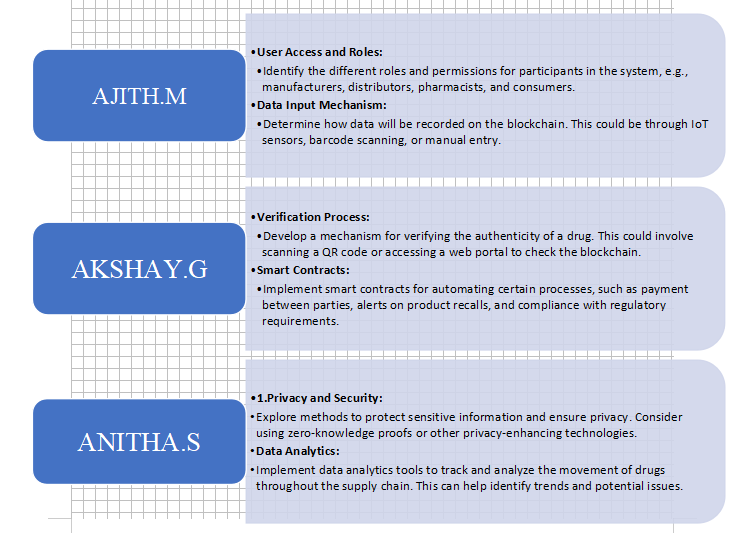 AJITH.M
•User Access and Roles:
•Identify the different roles and permissions for participants in the system, e.g.,
manufacturers, distributors, pharmacists, and consumers.
•Data Input Mechanism:
•Determine how data will be recorded on the blockchain. This could be through IoT
sensors, barcode scanning, or manual entry.
AKSHAY.G
•Verification Process:
•Develop a mechanism for verifying the authenticity of a drug. This could involve
scanning a QR code or accessing a web portal to check the blockchain.
•Smart Contracts:
•Implement smart contracts for automating certain processes, such as payment
between parties, alerts on product recalls, and compliance with regulatory
requirements.
ANITHA.S
•1.Privacy and Security:
•Explore methods to protect sensitive information and ensure privacy. Consider
using zero-knowledge proofs or other privacy-enhancing technologies.
•Data Analytics:
•Implement data analytics tools to track and analyze the movement of drugs
throughout the supply chain. This can help identify trends and potential issues.